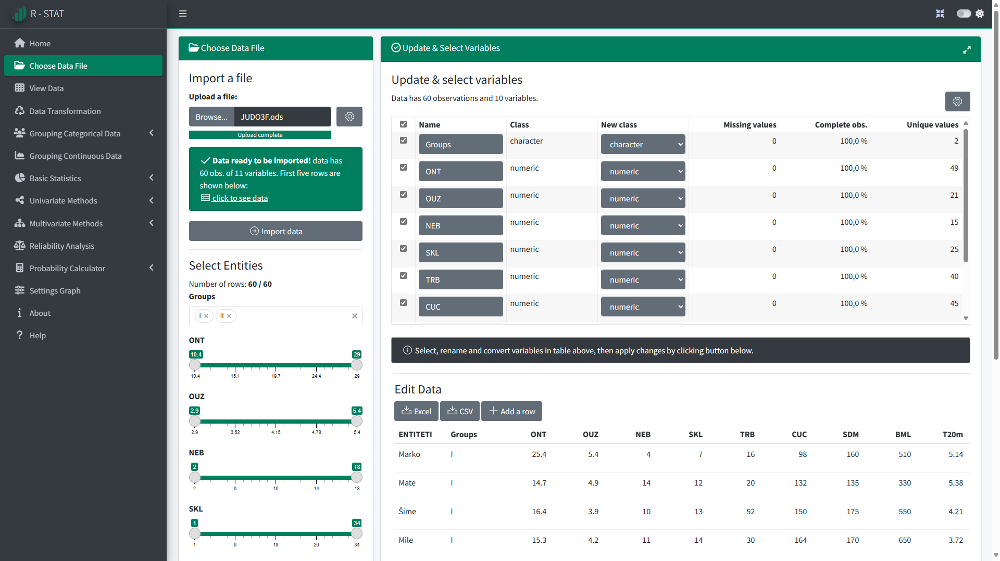 R - STAT
Home
Choose Data File
View Data
Data Transformation
Grouping Categorical Data
Grouping Continuous Data
Basic Statistics
Univariate Methods
Multivariate Methods
Reliability Analysis
Probability Calculator
Settings Graph
About
Help
Choose Data File
Import a file
Upload a file:
Browse... JUDO3F.ods
Upload complete
Data ready to be imported! data has
60 obs. of 11 variables. First five rows are
shown below:
click to see data
Import data
Select Entities
Number of rows: 60 / 60
Groups
I × II × ×
ONT
10.4 29
10.4 15.1 19.7 24.4 29
OUZ
2.9 5.4
2.9 3.52 4.15 4.78 5.4
NEB
2 18
2 6 10 14 18
SKL
1 34
1 9 18 26 34
Update & Select Variables
Update & select variables
Data has 60 observations and 10 variables.
Name Class New class Missing values Complete obs. Unique values
Groups character character 0 100,0 % 2
ONT numeric numeric 0 100,0 % 49
OUZ numeric numeric 0 100,0 % 21
NEB numeric numeric 0 100,0 % 15
SKL numeric numeric 0 100,0 % 25
TRB numeric numeric 0 100,0 % 40
CUC numeric numeric 0 100,0 % 45
Select, rename and convert variables in table above, then apply changes by clicking button below.
Edit Data
Excel CSV Add a row
ENTITETI Groups ONT OUZ NEB SKL TRB CUC SDM BML T20m
Marko I 25.4 5.4 4 7 16 98 160 510 5.14
Mate I 14.7 4.9 14 12 20 132 135 330 5.38
Šime I 16.4 3.9 10 13 52 150 175 550 4.21
Mile I 15.3 4.2 11 14 30 164 170 650 3.72